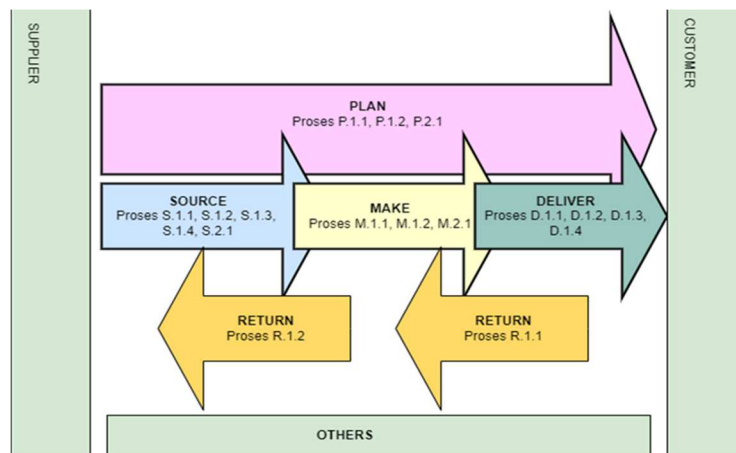 SUPPLIER
CUSTOMER
PLAN
Proses P.1.1, P.1.2, P.2.1
SOURCE
Proses S.1.1, S.1.2, S.1.3,
S.1.4, S.2.1
MAKE
Proses M.1.1, M.1.2, M.2.1
DELIVER
Proses D.1.1, D.1.2, D.1.3,
D.1.4
RETURN
Proses R.1.2
RETURN
Proses R.1.1
OTHERS